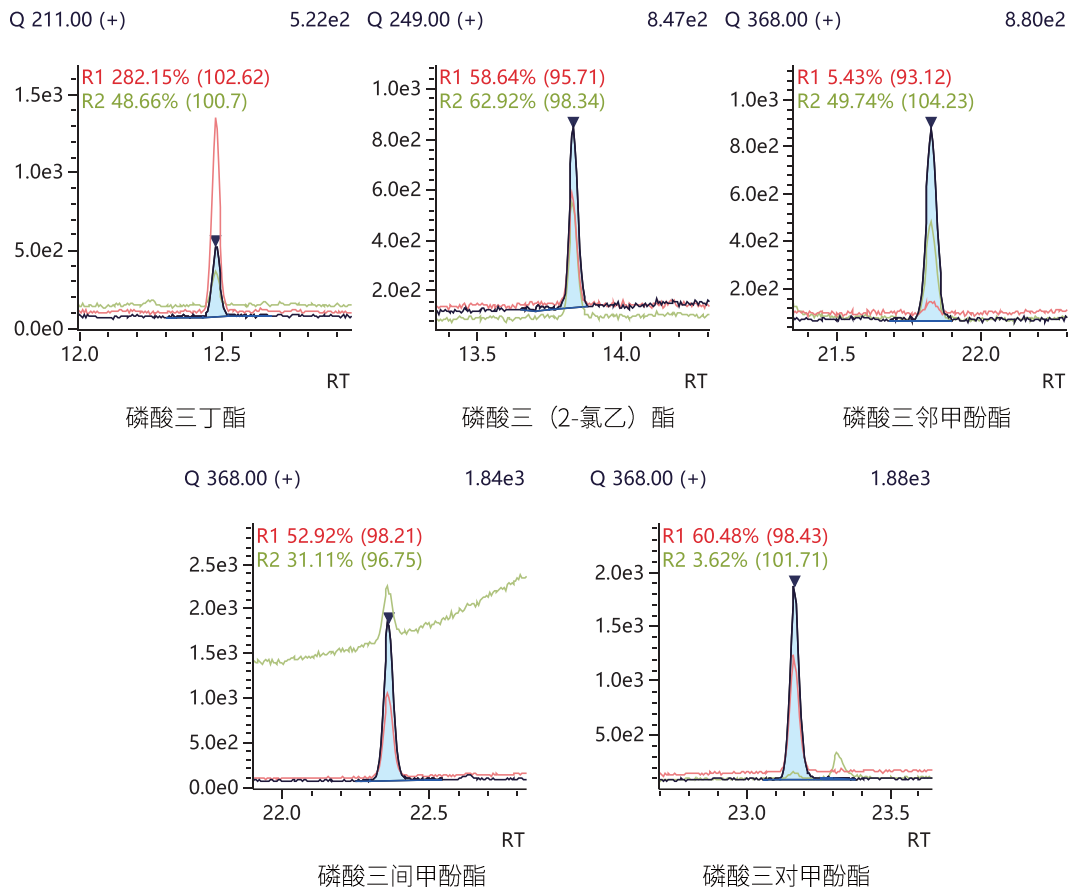 Q 211.00 (+) 5.22e2
R1 282.15% (102.62)
R2 48.66% (100.7)
1.5e3
1.0e3
5.0e2
0.0e0
12.0 12.5
RT
磷酸三丁酯
Q 249.00 (+) 8.47e2
R1 58.64% (95.71)
R2 62.92% (98.34)
1.0e3
8.0e2
6.0e2
4.0e2
2.0e2
13.5 14.0
RT
磷酸三（2-氯乙）酯
Q 368.00 (+) 8.80e2
R1 5.43% (93.12)
R2 49.74% (104.23)
1.0e3
8.0e2
6.0e2
4.0e2
2.0e2
21.5 22.0
RT
磷酸三邻甲酚酯
Q 368.00 (+) 1.84e3
R1 52.92% (98.21)
R2 31.11% (96.75)
2.5e3
2.0e3
1.5e3
1.0e3
5.0e2
0.0e0
22.0 22.5
RT
磷酸三间甲酚酯
Q 368.00 (+) 1.88e3
R1 60.48% (98.43)
R2 3.62% (101.71)
2.0e3
1.5e3
1.0e3
5.0e2
23.0 23.5
RT
磷酸三对甲酚酯